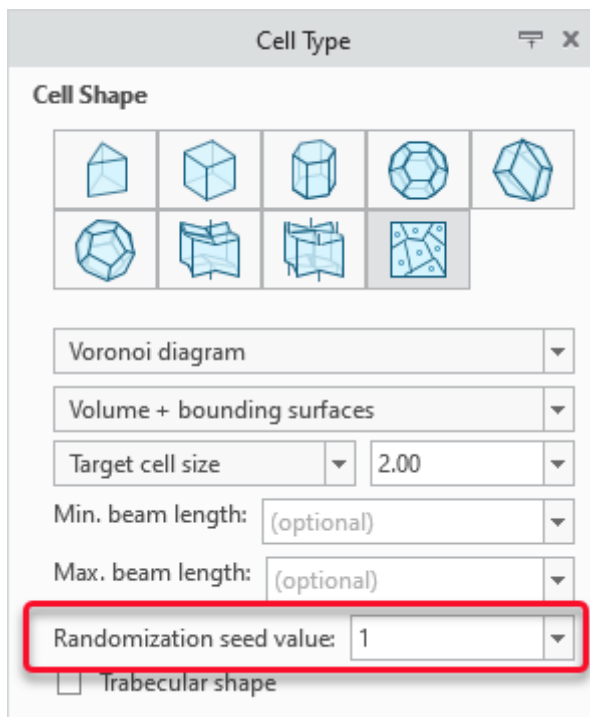 Cell Type
Cell Shape
Voronoi diagram
Volume + bounding surfaces
Target cell size 2.00
Min. beam length: (optional)
Max. beam length: (optional)
Randomization seed value: 1
Trabecular shape